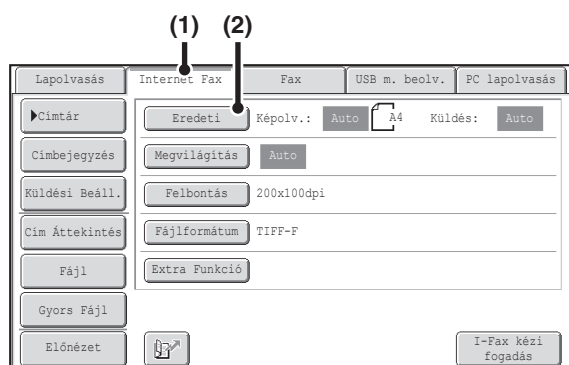 (1) (2)
Lapolvasás Internet Fax Fax USB m. beolv. PC lapolvasás
Címtár
Eredeti Képolv.: Auto A4 Küldés: Auto
Címbejegyzés
Megvilágítás Auto
Küldési Beáll.
Felbontás 200x100dpi
Cím Áttekintés
Fájlformátum TIFF-F
Fájl
Extra Funkció
Gyors Fájl
Előnézet
I-Fax kézi
fogadás